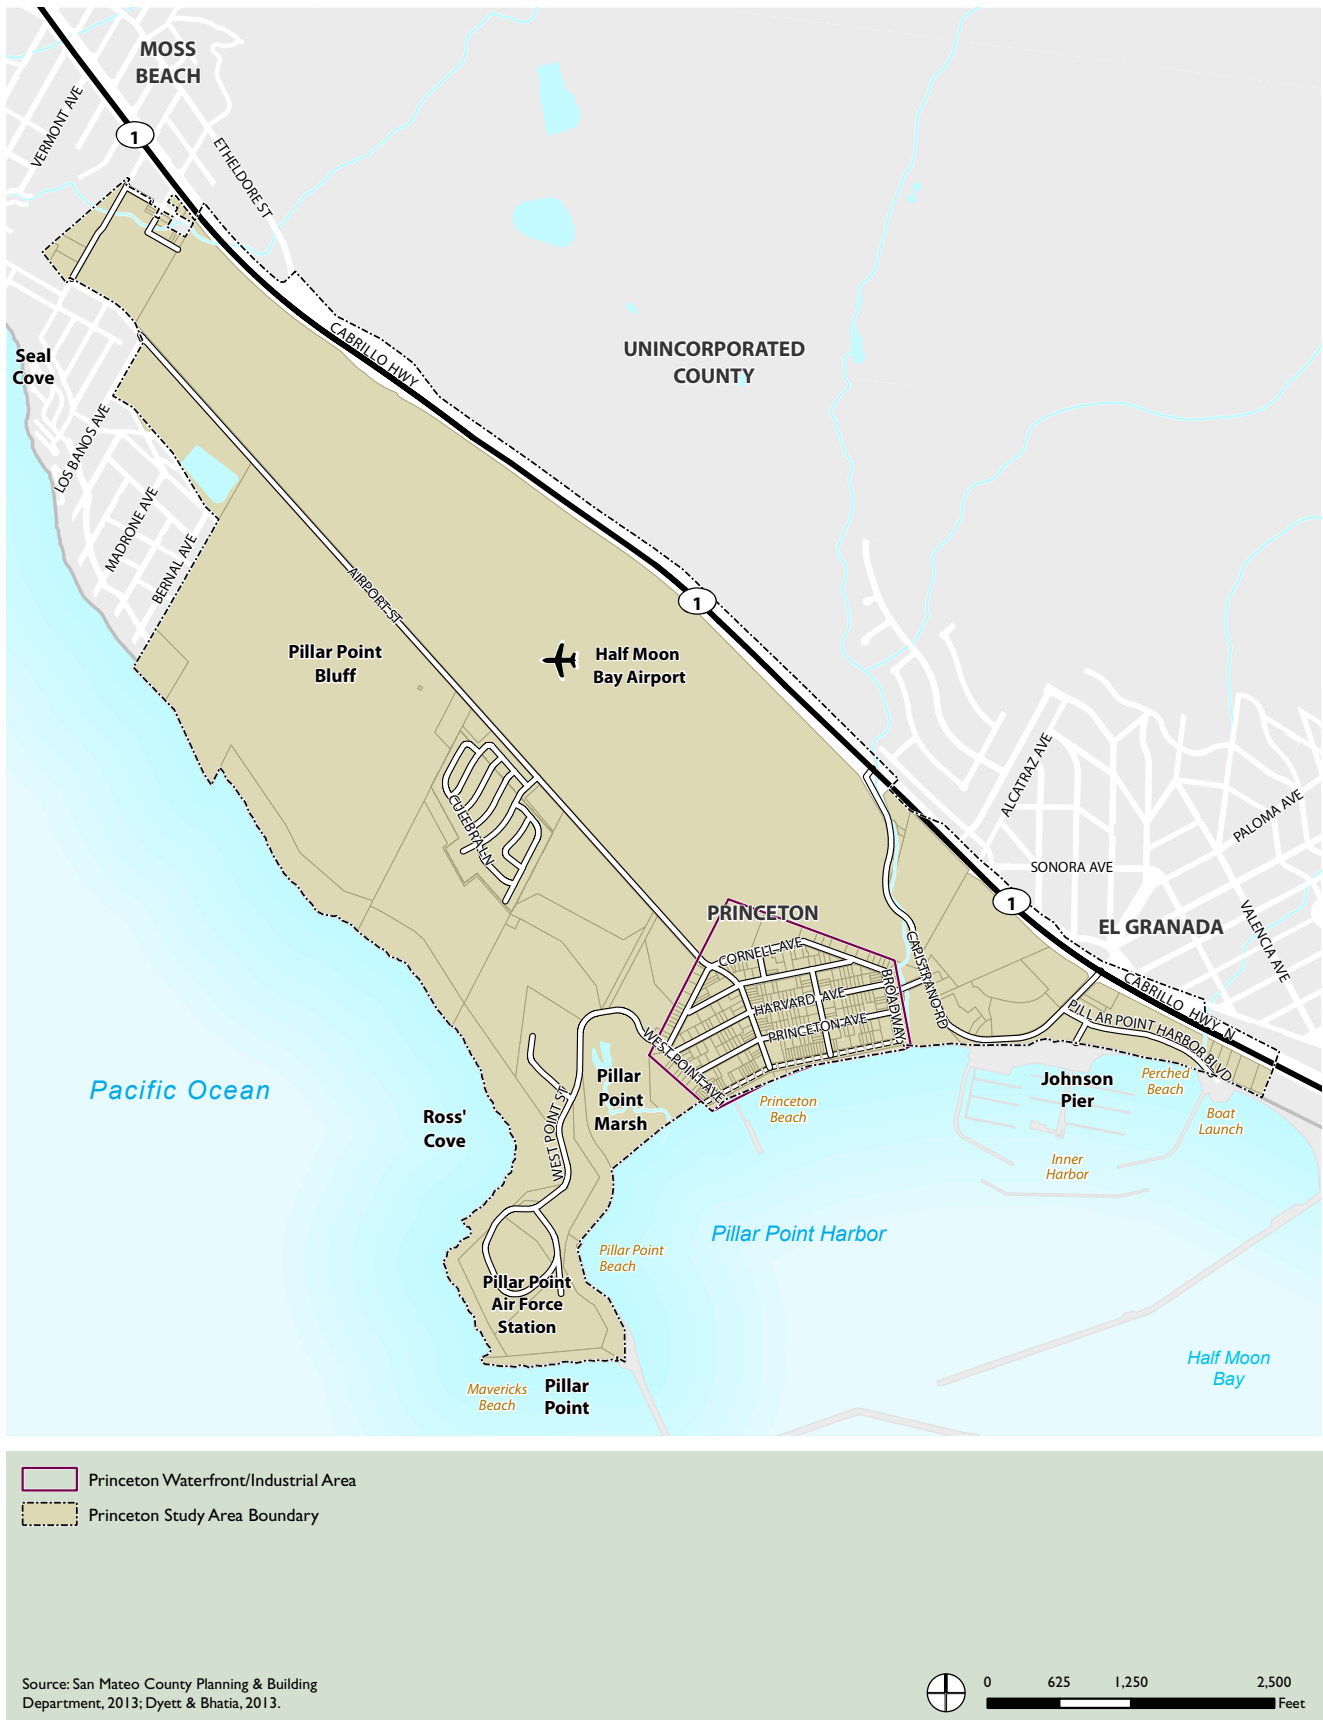 MOSS
BEACH
VERMONT AVE
1
ETHELDORE ST
Seal
Cove
CABRILLO HWY
UNINCORPORATED
COUNTY
LOS BANOS AVE
MADRONE AVE
BERNAL AVE
AIRPORT ST
1
Pillar Point
Bluff
Half Moon
Bay Airport
ALCATRAZ AVE
PALOMA AVE
CULEBRA LN
SONORA AVE
1
PRINCETON
EL GRANADA
VALENCIA AVE
CORNELL AVE
CAPISTRANO RD
BROADWAY
HARVARD AVE
PRINCETON AVE
WEST POINT AVE
CABRILLO HWY N
PILLAR POINT HARBOR BLVD
Pacific Ocean
Ross'
Cove
WEST POINT ST
Pillar
Point
Marsh
Princeton
Beach
Johnson
Pier
Perched
Beach
Boat
Launch
Inner
Harbor
Pillar Point Harbor
Pillar Point
Beach
Pillar Point
Air Force
Station
Half Moon
Bay
Mavericks
Beach
Pillar
Point
Princeton Waterfront/Industrial Area
Princeton Study Area Boundary
Source: San Mateo County Planning & Building
Department, 2013; Dyett & Bhatia, 2013.
0 625 1,250 2,500
Feet